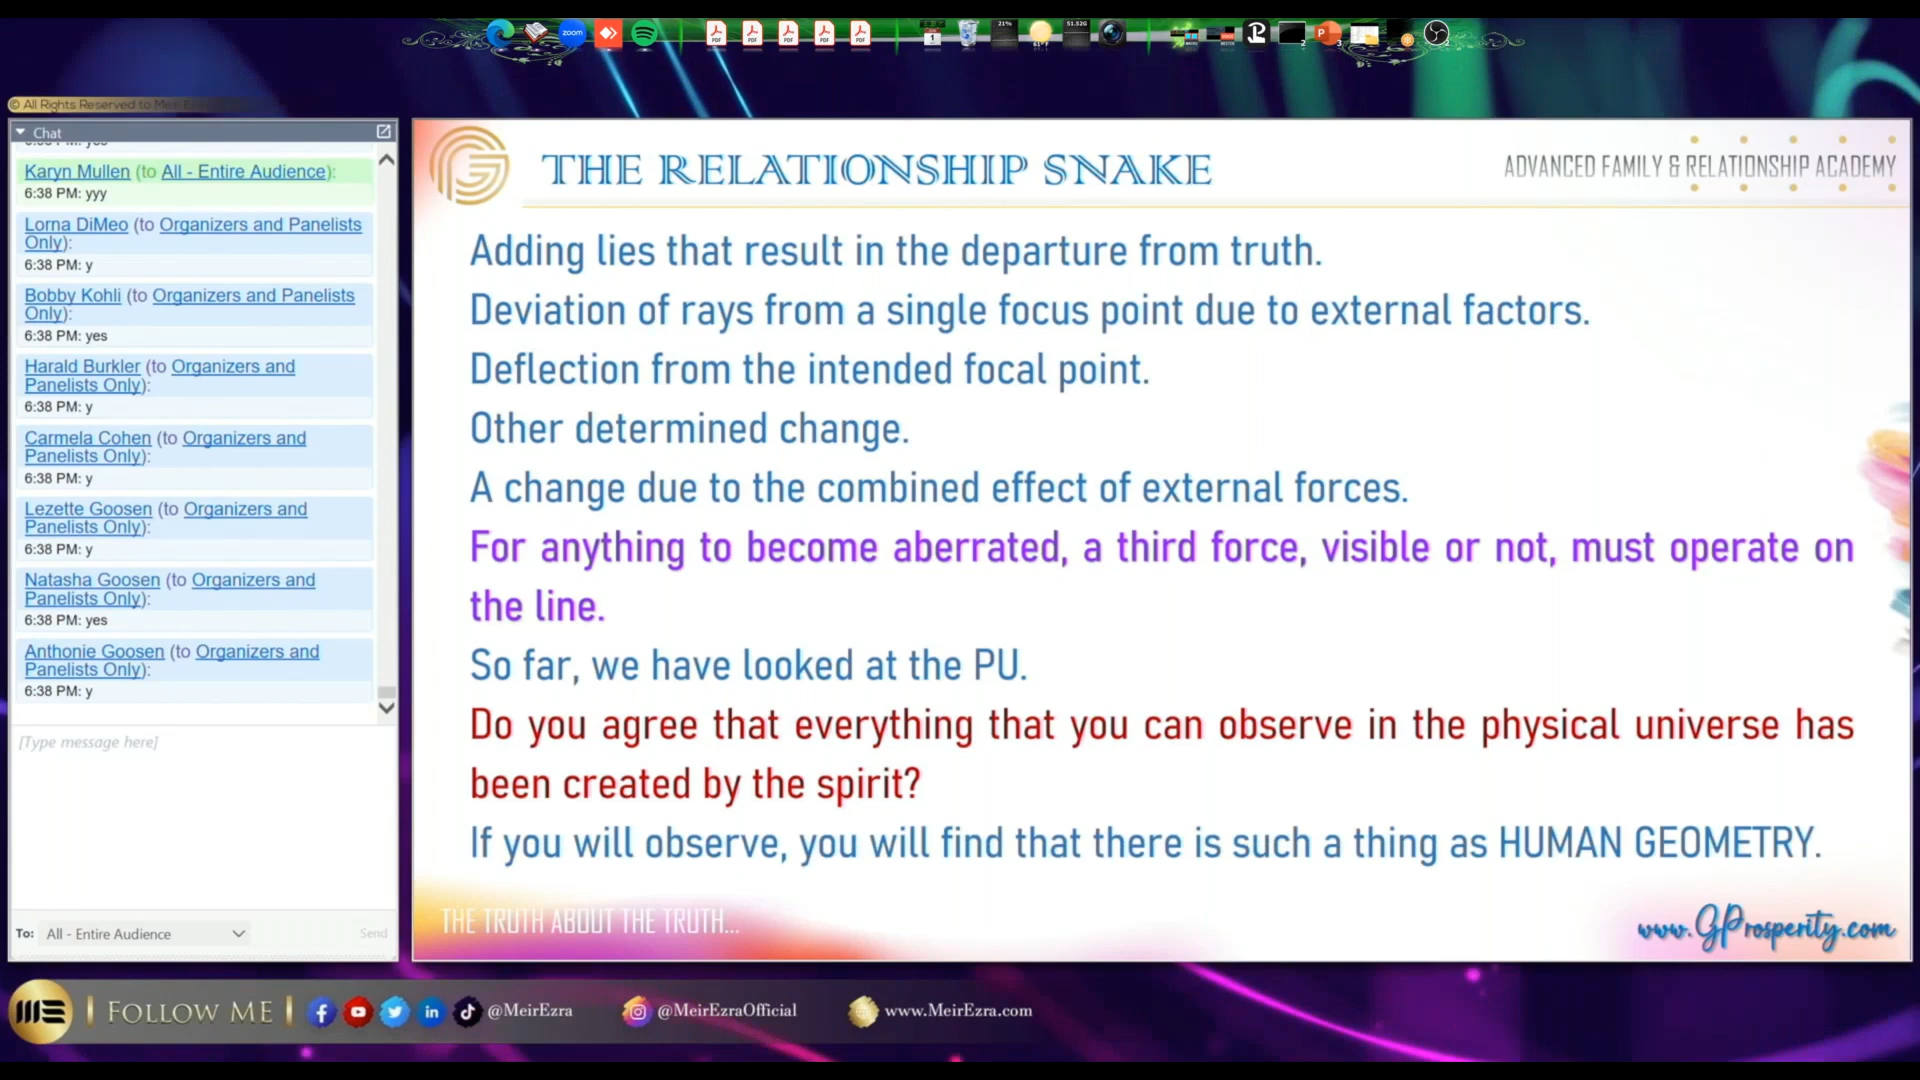 21%
51.52G
zoom
PDF
PDF
PDF
PDF
PDF
1
© All Rights Reserved to Meir
Chat
Karyn Mullen (to All - Entire Audience):
6:38 PM: yyy
Lorna DiMeo (to Organizers and Panelists
Only):
6:38 PM: y
Bobby Kohli (to Organizers and Panelists
Only):
6:38 PM: yes
Harald Burkler (to Organizers and
Panelists Only):
6:38 PM: y
Carmela Cohen (to Organizers and
Panelists Only):
6:38 PM: y
Lezette Goosen (to Organizers and
Panelists Only):
6:38 PM: y
Natasha Goosen (to Organizers and
Panelists Only):
6:38 PM: yes
Anthonie Goosen (to Organizers and
Panelists Only):
6:38 PM: y
[Type message here]
To: All - Entire Audience
Send
THE RELATIONSHIP SNAKE
ADVANCED FAMILY & RELATIONSHIP ACADEMY
Adding lies that result in the departure from truth.
Deviation of rays from a single focus point due to external factors.
Deflection from the intended focal point.
Other determined change.
A change due to the combined effect of external forces.
For anything to become aberrated, a third force, visible or not, must operate on
the line.
So far, we have looked at the PU.
Do you agree that everything that you can observe in the physical universe has
been created by the spirit?
If you will observe, you will find that there is such a thing as HUMAN GEOMETRY.
THE TRUTH ABOUT THE TRUTH...
www.GProsperity.com
FOLLOW ME
@MeirEzra
@MeirEzraOfficial
www.MeirEzra.com